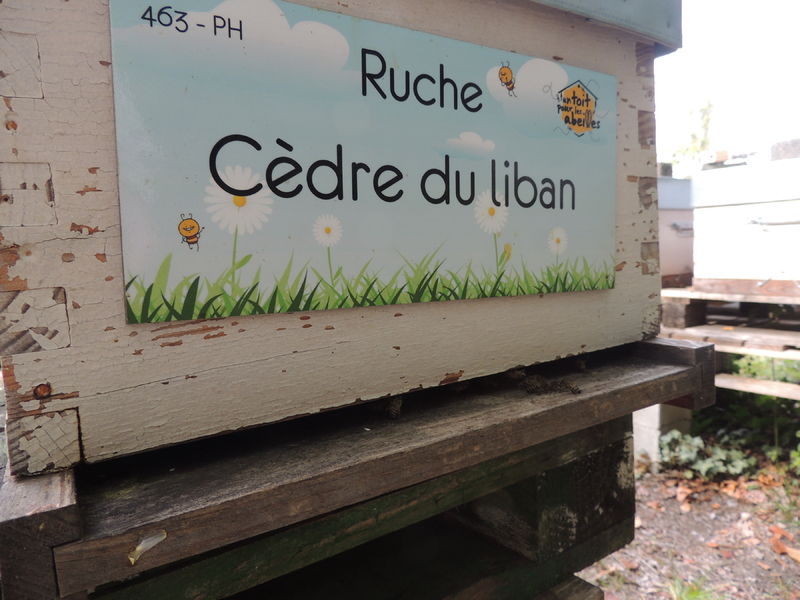 463 - PH
Ruche
Cèdre du liban
un toit
pour les
abeilles